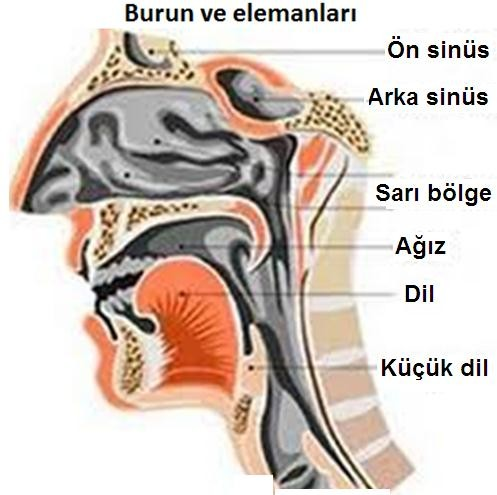 Burun ve elemanları
Ön sinüs
Arka sinüs
Sarı bölge
Ağız
Dil
Küçük dil